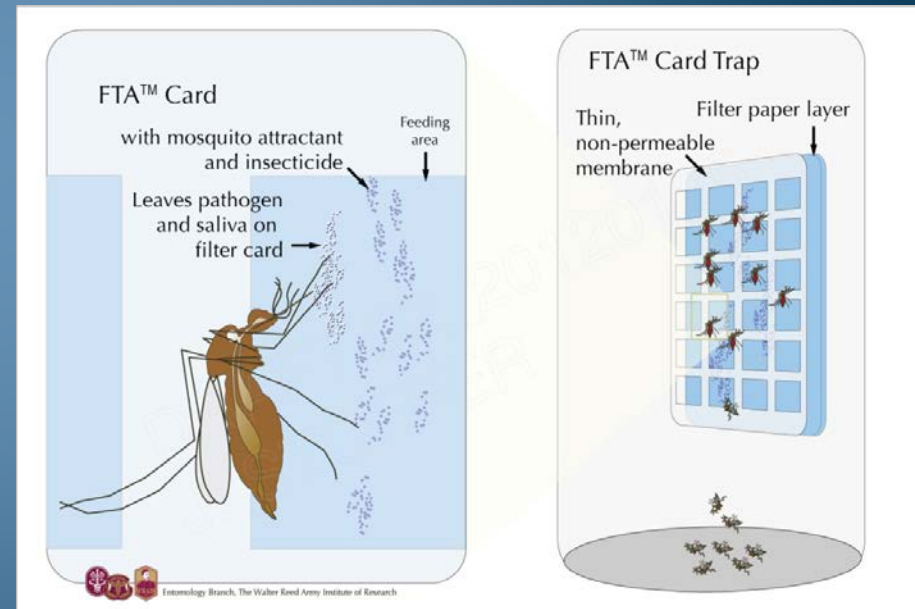 FTA™ Card
with mosquito attractant
and insecticide
Feeding
area
Leaves pathogen
and saliva on
filter card
Entomology Branch, The Walter Reed Army Institute of Research
FTA™ Card Trap
Thin,
non-permeable
membrane
Filter paper layer